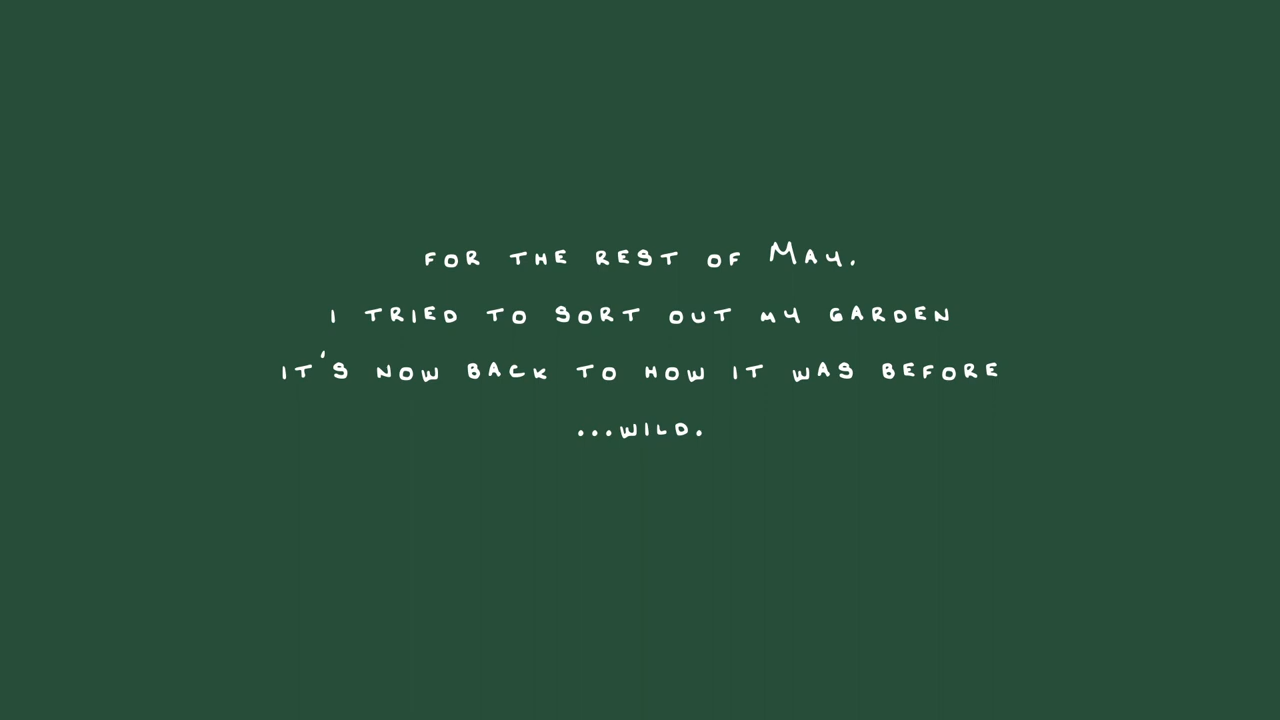 for the rest of May.
i tried to sort out my garden
it's now back to how it was before
...wild.